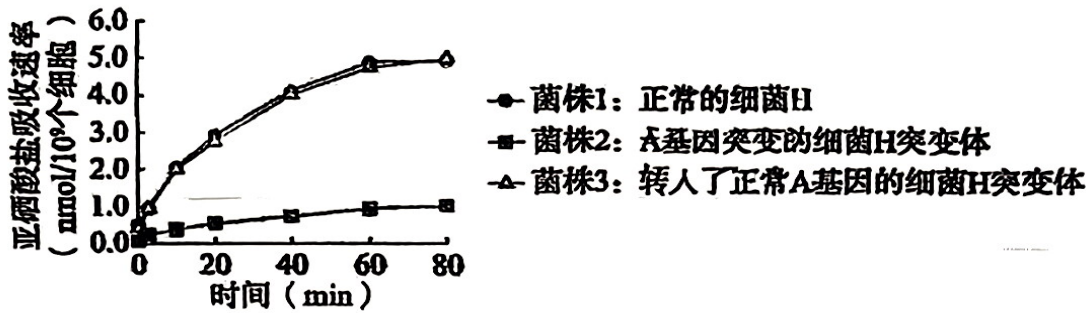 亚硒酸盐吸收速率
(nmol/10⁹个细胞)
6.0
5.0
4.0
3.0
2.0
1.0
0.0
0 20 40 60 80
时间(min)
菌株1:正常的细菌H
菌株2:A基因突变的细菌H突变体
菌株3:转人了正常A基因的细菌H突变体